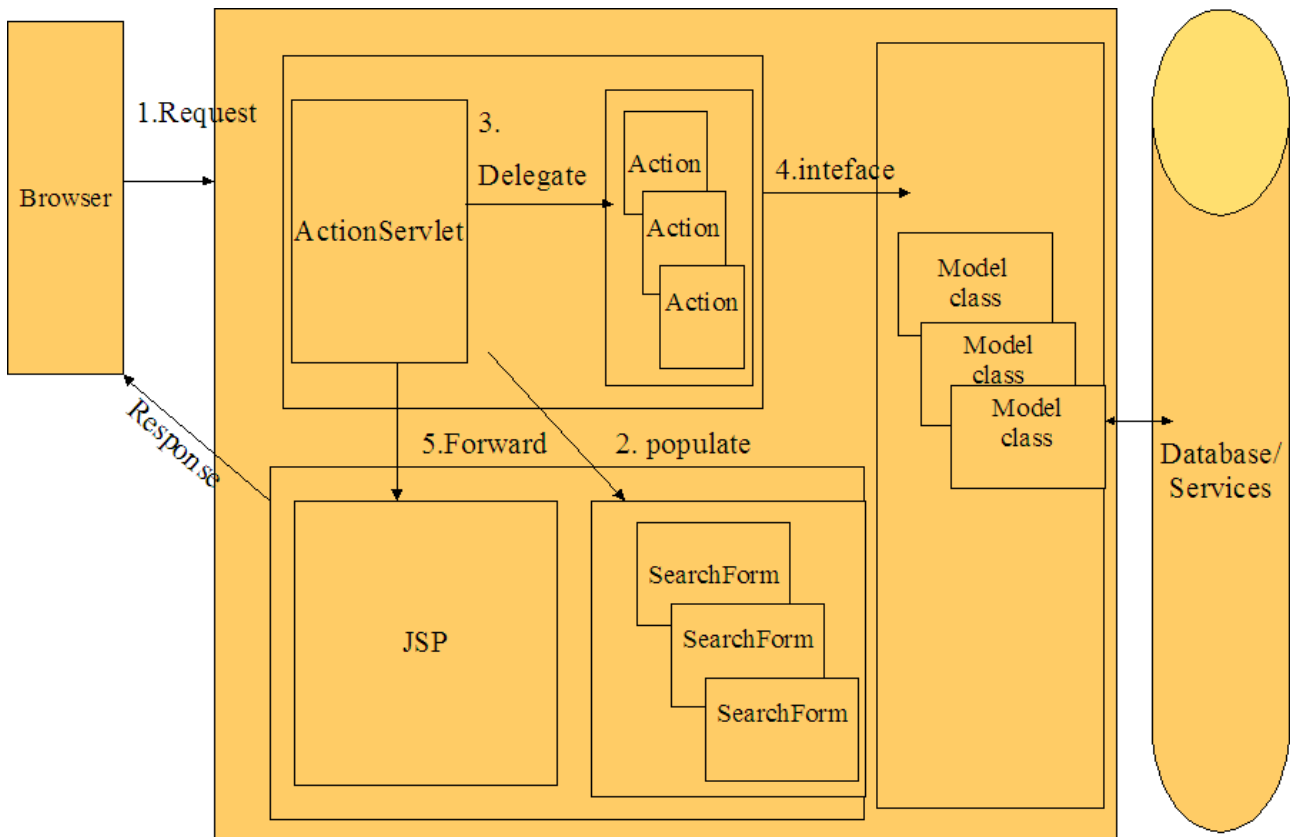 1.Request
Browser
ActionServlet
3.
Delegate
Action
Action
Action
4.inteface
Model
class
Model
class
Model
class
Database/
Services
Response
5.Forward
2. populate
JSP
SearchForm
SearchForm
SearchForm